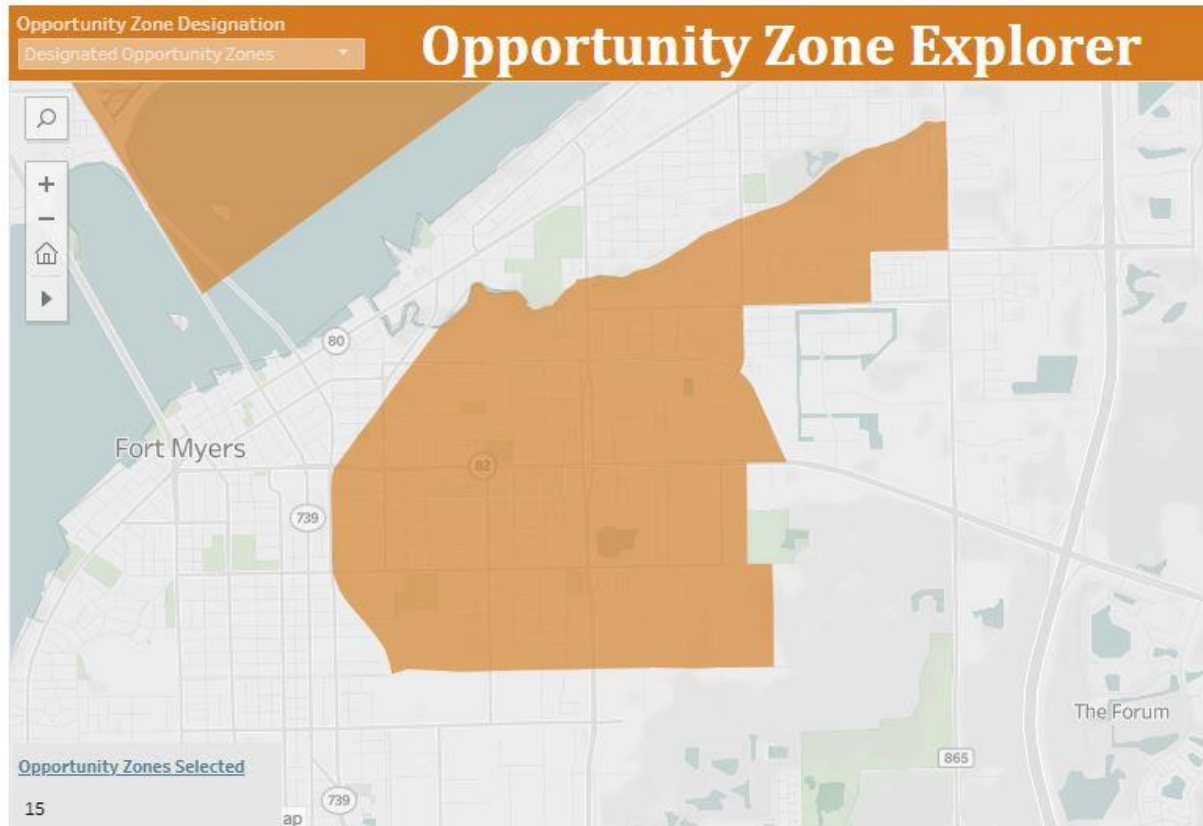 Opportunity Zone Designation
Designated Opportunity Zones
Opportunity Zone Explorer
80
Fort Myers
82
739
The Forum
865
Opportunity Zones Selected
15
739
ap